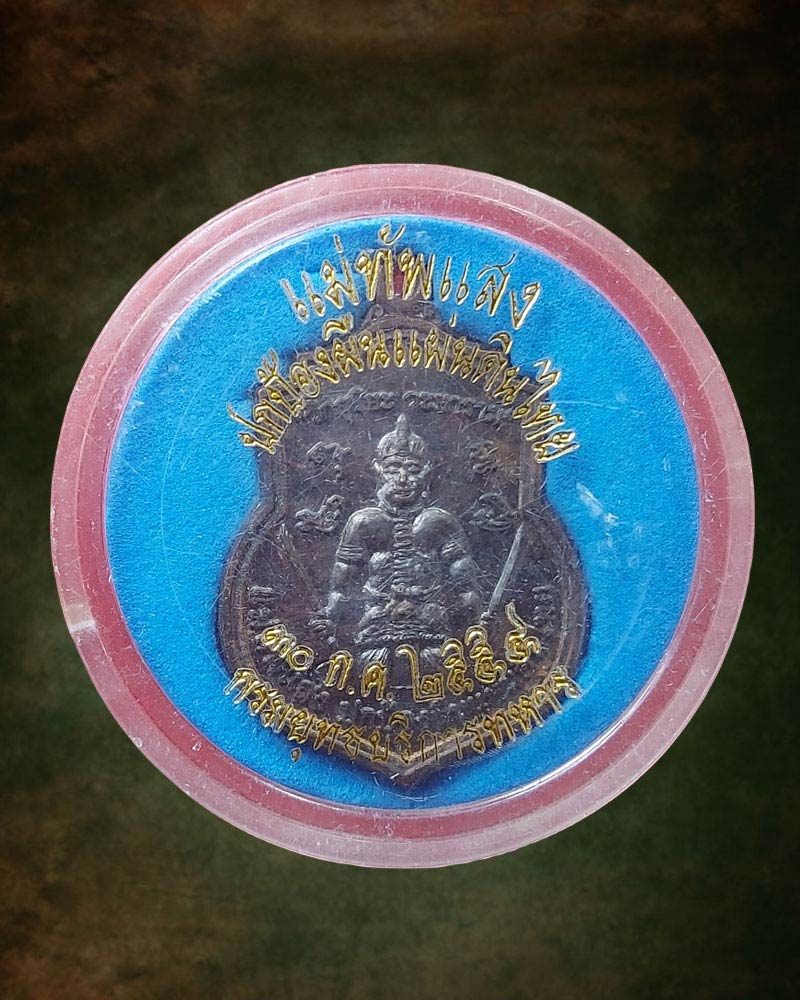 แม่ทัพแสง
ปกป้องผืนแผ่นดินไทย
๓๐ ก.ค. ๒๕๕๔
กรมยุทธบริการทหาร